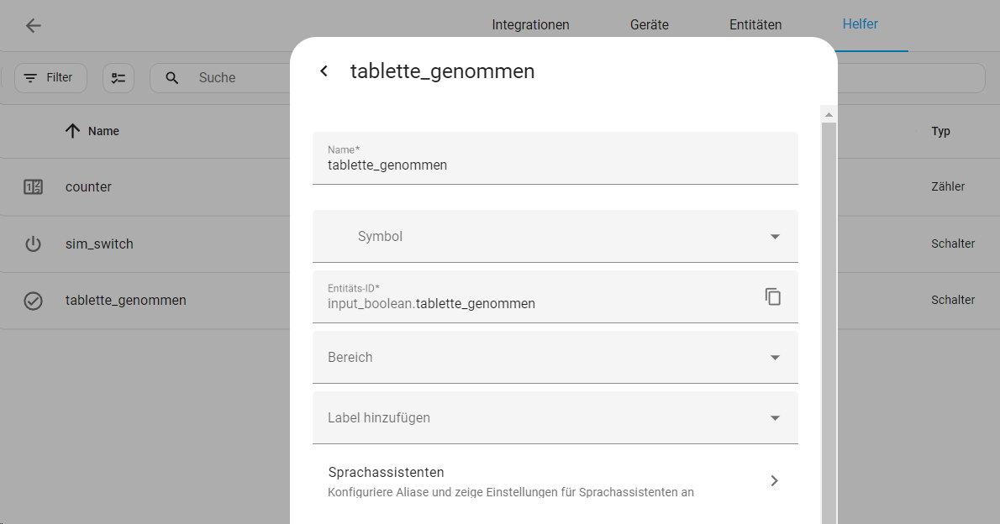 Integrationen
Geräte
Entitäten
Helfer
Filter
Suche
Name
Typ
counter
Zähler
sim_switch
Schalter
tablette_genommen
Schalter
tablette_genommen
Name*
tablette_genommen
Symbol
Entitäts-ID*
input_boolean.tablette_genommen
Bereich
Label hinzufügen
Sprachassistenten
Konfiguriere Aliase und zeige Einstellungen für Sprachassistenten an